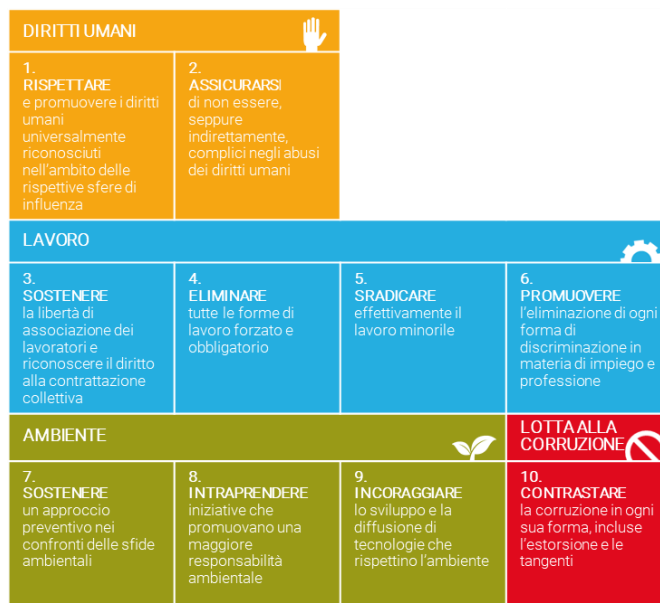 DIRITTI UMANI
1.
RISPETTARE
e promuovere i diritti
umani
universalmente
riconosciuti
nell'ambito delle
rispettive sfere di
influenza
2.
ASSICURARSI
di non essere,
seppure
indirettamente,
complici negli abusi
dei diritti umani
LAVORO
3.
SOSTENERE
la libertà di
associazione dei
lavoratori e
riconoscere il diritto
alla contrattazione
collettiva
4.
ELIMINARE
tutte le forme di
lavoro forzato e
obbligatorio
5.
SRADICARE
effettivamente il
lavoro minorile
6.
PROMUOVERE
l'eliminazione di ogni
forma di
discriminazione in
materia di impiego e
professione
AMBIENTE
LOTTA ALLA
CORRUZIONE
7.
SOSTENERE
un approccio
preventivo nei
confronti delle sfide
ambientali
8.
INTRAPRENDERE
iniziative che
promuovano una
maggiore
responsabilità
ambientale
9.
INCORAGGIARE
lo sviluppo e la
diffusione di
tecnologie che
rispettino l'ambiente
10.
CONTRASTARE
la corruzione in ogni
sua forma, incluse
l'estorsione e le
tangenti